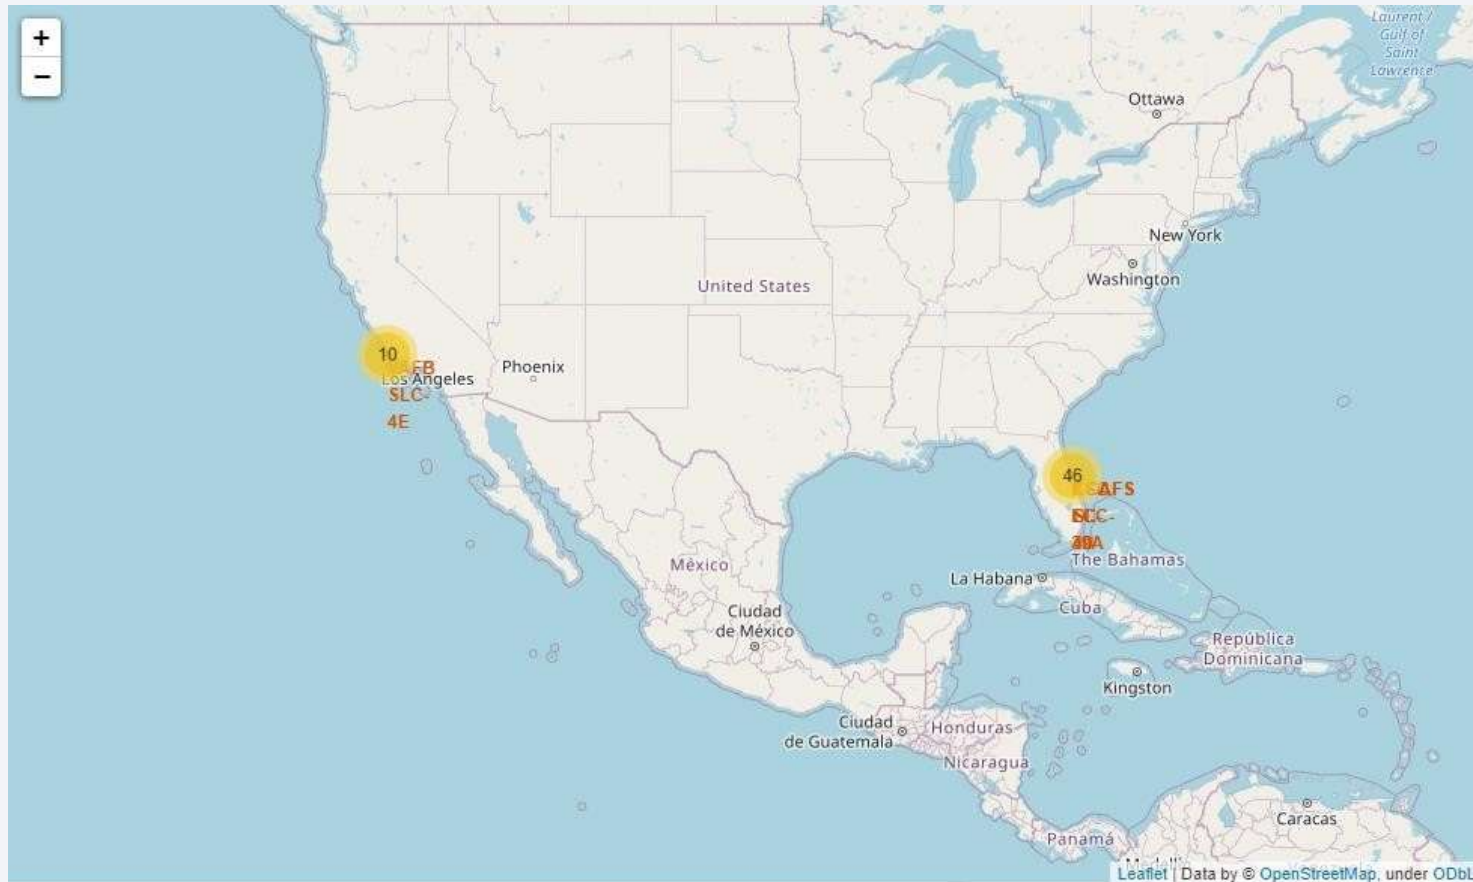 +
−
Laurent /
Gulf of
Saint
Lawrence
Ottawa
New York
Washington
United States
10
AFB
Los Angeles
SLC-
4E
Phoenix
46
AFS
The Bahamas
México
La Habana
Cuba
Ciudad
de México
República
Dominicana
Kingston
Ciudad
de Guatemala
Honduras
Nicaragua
Caracas
Panamá
Leaflet | Data by © OpenStreetMap, under ODbL